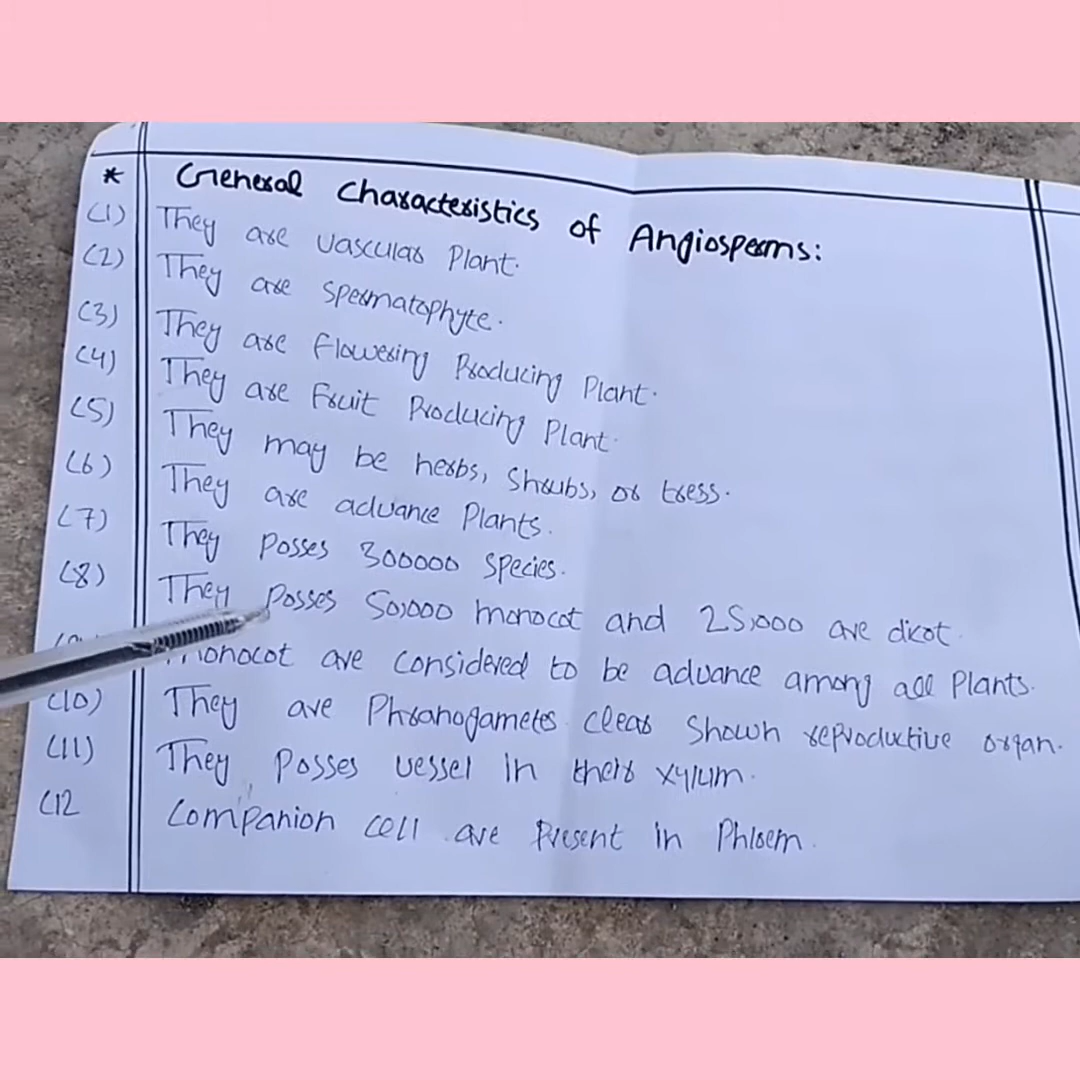 * General Characteristics of Angiosperms:
(1) They are vascular Plant.
(2) They are spermatophyte.
(3) They are flowering Producing Plant.
(4) They are Fruit Producing Plant.
(5) They may be herbs, shrubs, or tress.
(6) They are advance Plants.
(7) They Posses 300000 species.
(8) They Posses 50,000 monocot and 25,000 are dicot.
monocot are considered to be advance among all Plants.
(10) They are Phranogametes clear shown reproductive organ.
(11) They Posses vessel in their xylum.
(12 Companion cell are Present in Phloem.